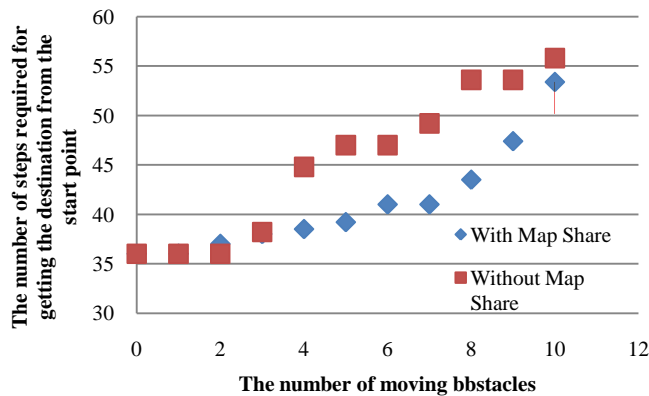 The number of steps required for
getting the destination from the
start point
60
55
50
45
40
35
30
0
2
4
6
8
10
12
With Map Share
Without Map
Share
The number of moving bbstacles